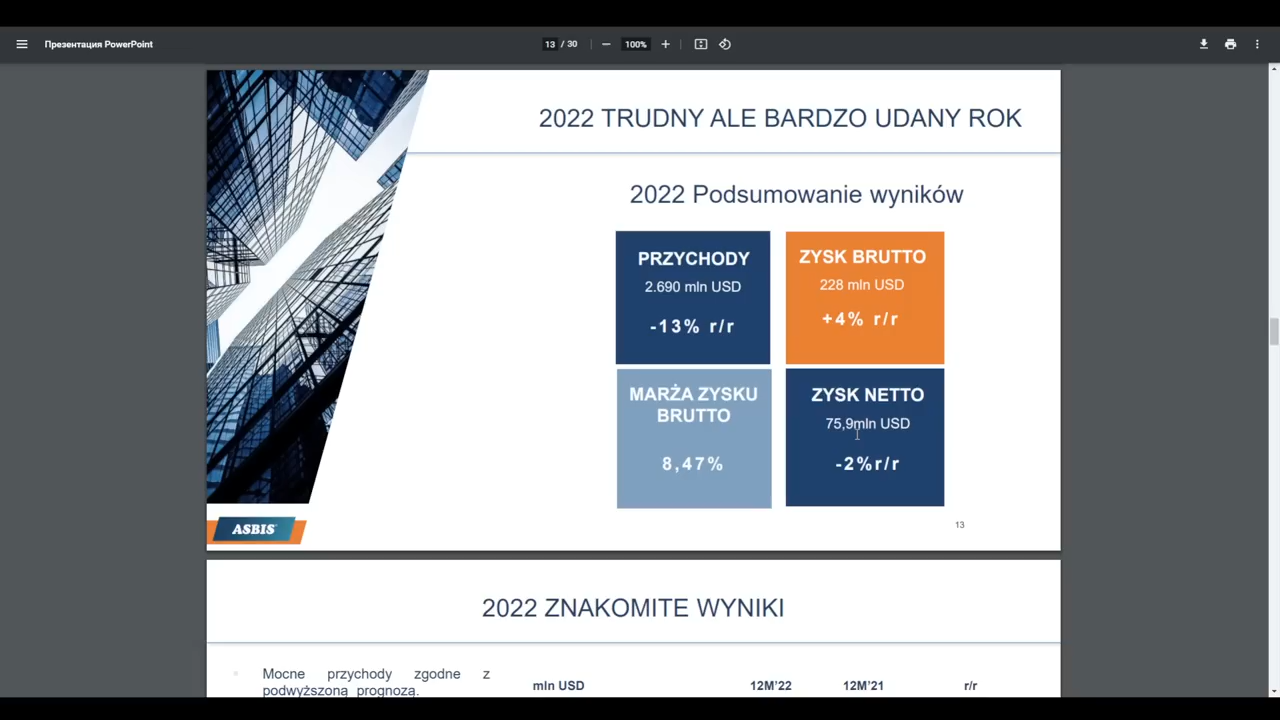 Презентация PowerPoint
13 / 30
100%
2022 TRUDNY ALE BARDZO UDANY ROK
2022 Podsumowanie wyników
PRZYCHODY
2.690 mln USD
-13% r/r
ZYSK BRUTTO
228 mln USD
+4% r/r
MARŻA ZYSKU
BRUTTO
8,47%
ZYSK NETTO
75,9mln USD
-2%r/r
ASBIS
13
2022 ZNAKOMITE WYNIKI
Mocne przychody zgodne z
podwyższoną prognozą.
mln USD 12M'22 12M'21 r/r